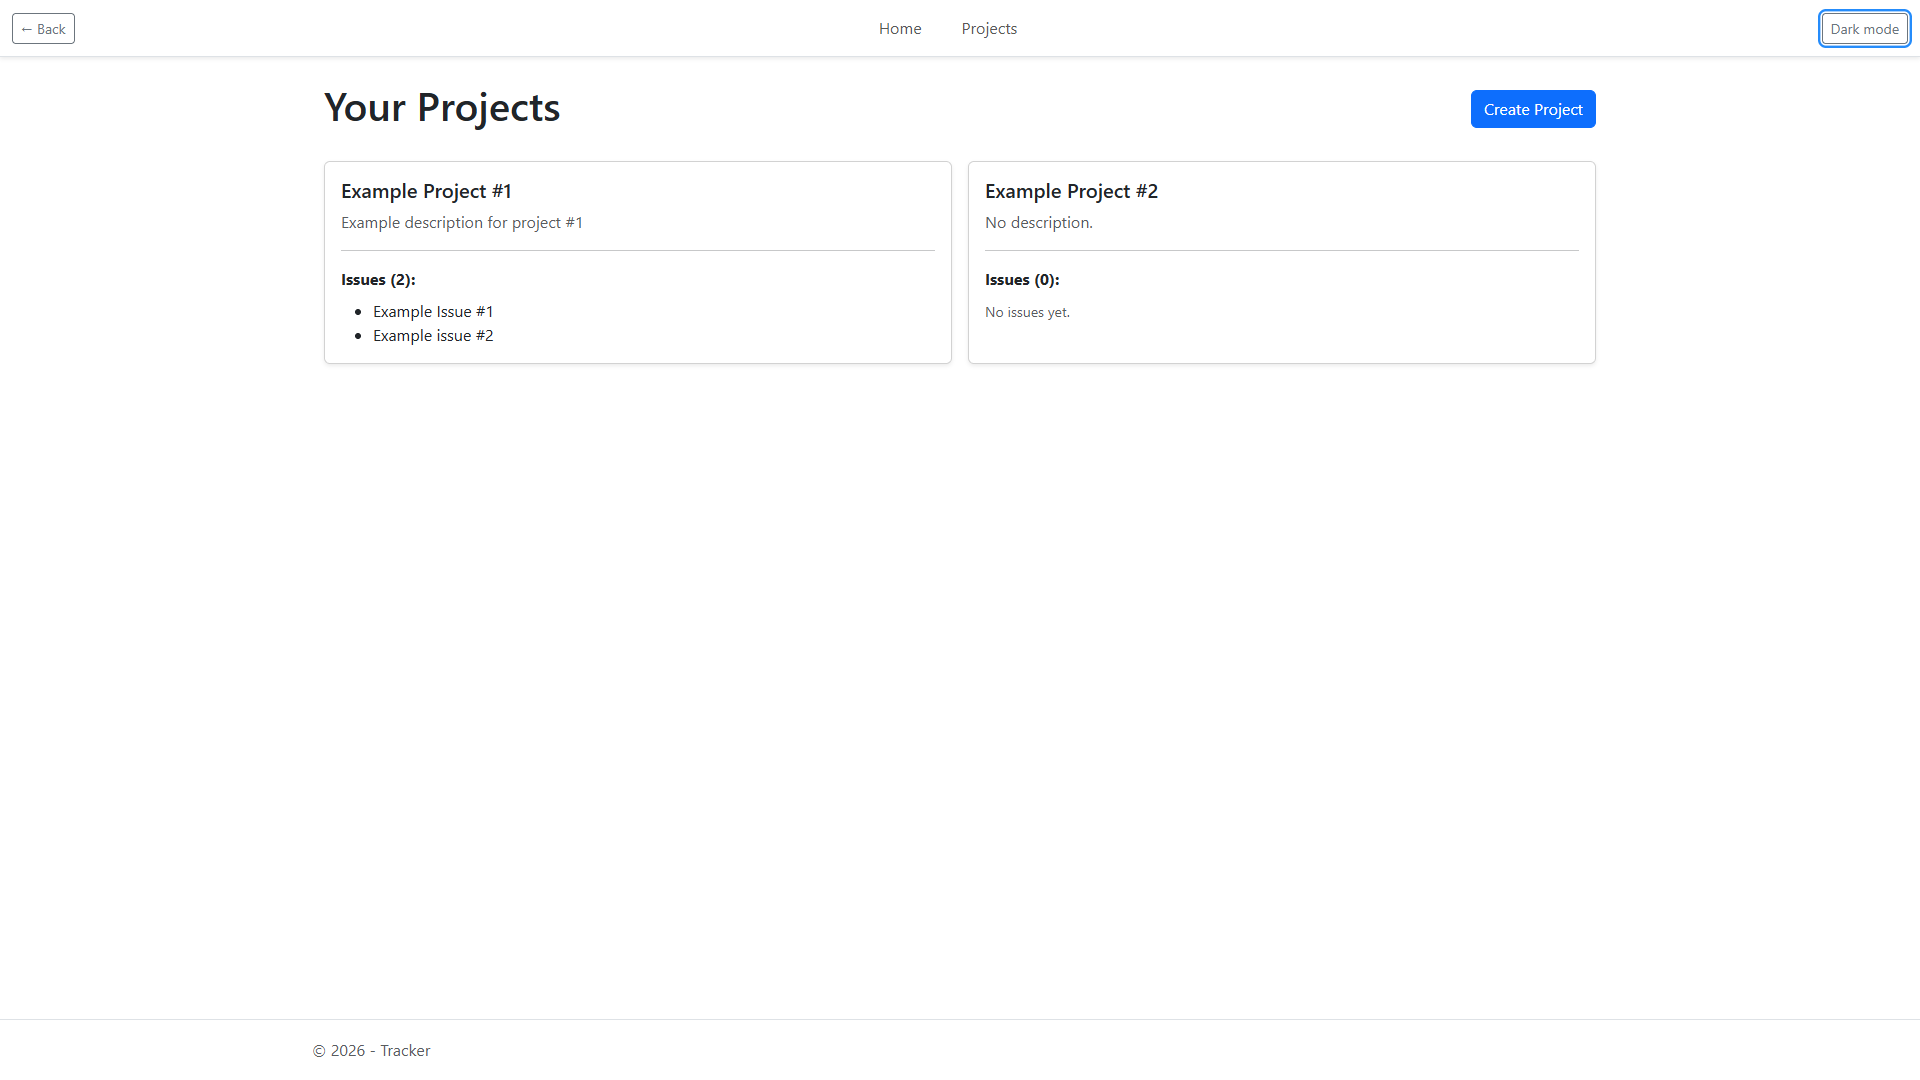 ← Back
Home
Projects
Dark mode
Your Projects
Create Project
Example Project #1
Example description for project #1
Issues (2):
• Example Issue #1
• Example issue #2
Example Project #2
No description.
Issues (0):
No issues yet.
© 2026 - Tracker